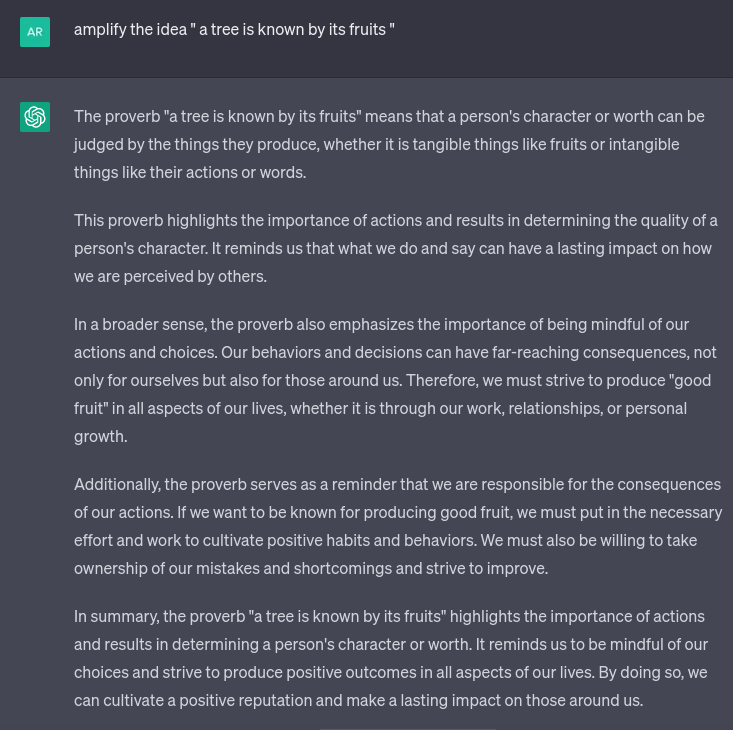 AR
amplify the idea " a tree is known by its fruits "
The proverb "a tree is known by its fruits" means that a person's character or worth can be
judged by the things they produce, whether it is tangible things like fruits or intangible
things like their actions or words.
This proverb highlights the importance of actions and results in determining the quality of a
person's character. It reminds us that what we do and say can have a lasting impact on how
we are perceived by others.
In a broader sense, the proverb also emphasizes the importance of being mindful of our
actions and choices. Our behaviors and decisions can have far-reaching consequences, not
only for ourselves but also for those around us. Therefore, we must strive to produce "good
fruit" in all aspects of our lives, whether it is through our work, relationships, or personal
growth.
Additionally, the proverb serves as a reminder that we are responsible for the consequences
of our actions. If we want to be known for producing good fruit, we must put in the necessary
effort and work to cultivate positive habits and behaviors. We must also be willing to take
ownership of our mistakes and shortcomings and strive to improve.
In summary, the proverb "a tree is known by its fruits" highlights the importance of actions
and results in determining a person's character or worth. It reminds us to be mindful of our
choices and strive to produce positive outcomes in all aspects of our lives. By doing so, we
can cultivate a positive reputation and make a lasting impact on those around us.